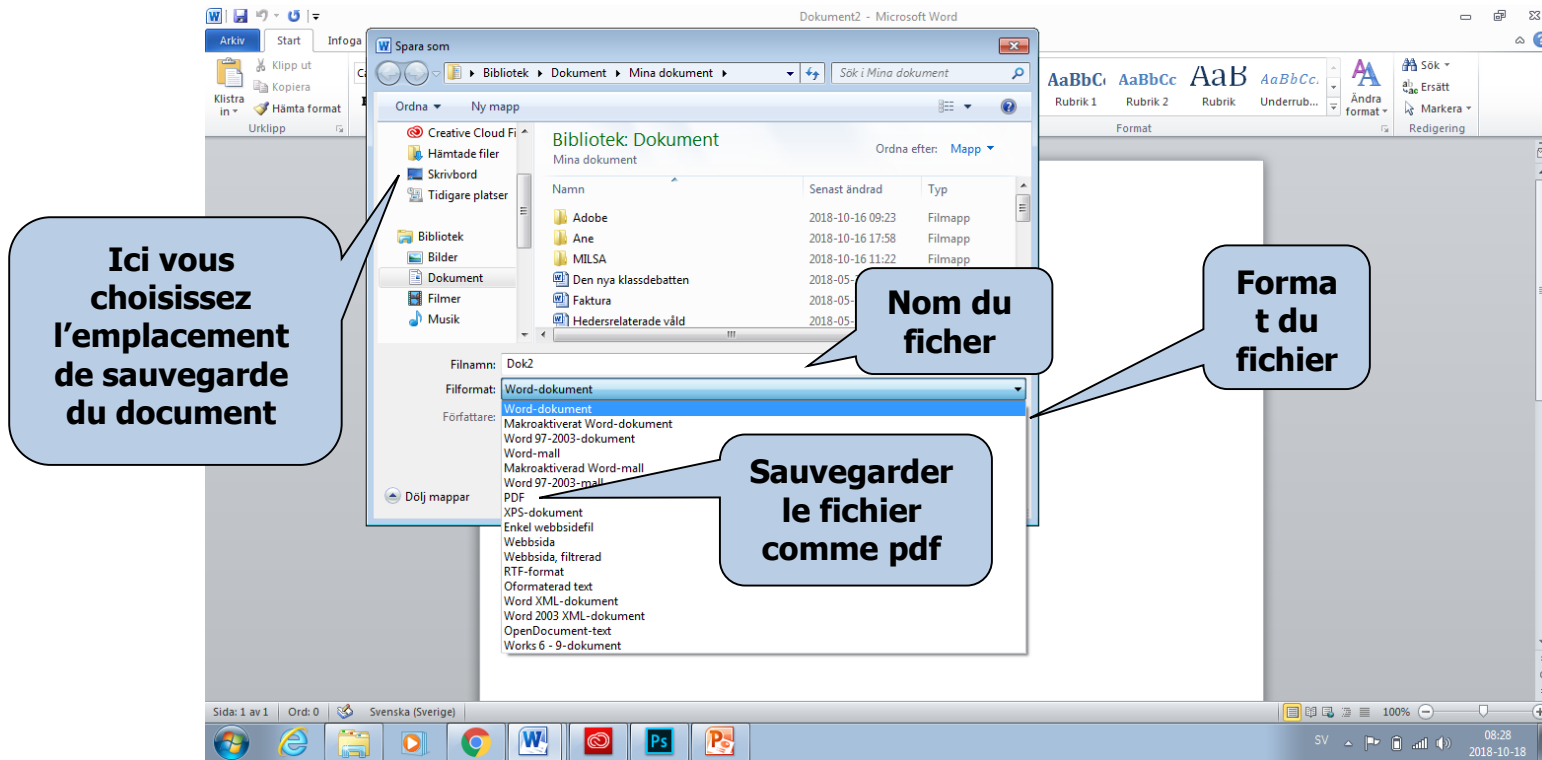 Dokument2 - Microsoft Word
Arkiv
Start
Infoga
Klipp ut
Kopiera
Hämta format
Klistra
in
Urklipp
AaBbC
AaBbCc
AaB
AaBbCc.
Rubrik 1
Rubrik 2
Rubrik
Underrub...
Ändra
format
Format
Sök
Ersätt
Markera
Redigering
Spara som
Bibliotek
Dokument
Mina dokument
Sök i Mina dokument
Ordna
Ny mapp
Creative Cloud Fi
Hämtade filer
Skrivbord
Tidigare platser
Bibliotek
Bilder
Dokument
Filmer
Musik
Bibliotek: Dokument
Mina dokument
Ordna efter: Mapp
Namn
Senast ändrad
Typ
Adobe
2018-10-16 09:23
Filmapp
Ane
2018-10-16 17:58
Filmapp
MILSA
2018-10-16 11:22
Filmapp
Den nya klassdebatten
2018-05-
Faktura
2018-05-
Hedersrelaterade våld
2018-05-
Filnamn: Dok2
Filformat: Word-dokument
Författare:
Word-dokument
Makroaktiverat Word-dokument
Word 97-2003-dokument
Word-mall
Makroaktiverad Word-mall
Word 97-2003-mall
PDF
XPS-dokument
Enkel webbsidefil
Webbsida
Webbsida, filtrerad
RTF-format
Oformaterad text
Word XML-dokument
Word 2003 XML-dokument
OpenDocument-text
Works 6 - 9-dokument
Dölj mappar
Ici vous
choisissez
l’emplacement
de sauvegarde
du document
Nom du
ficher
Forma
t du
fichier
Sauvegarder
le fichier
comme pdf
Sida: 1 av 1
Ord: 0
Svenska (Sverige)
100%
Ps
SV
08:28
2018-10-18